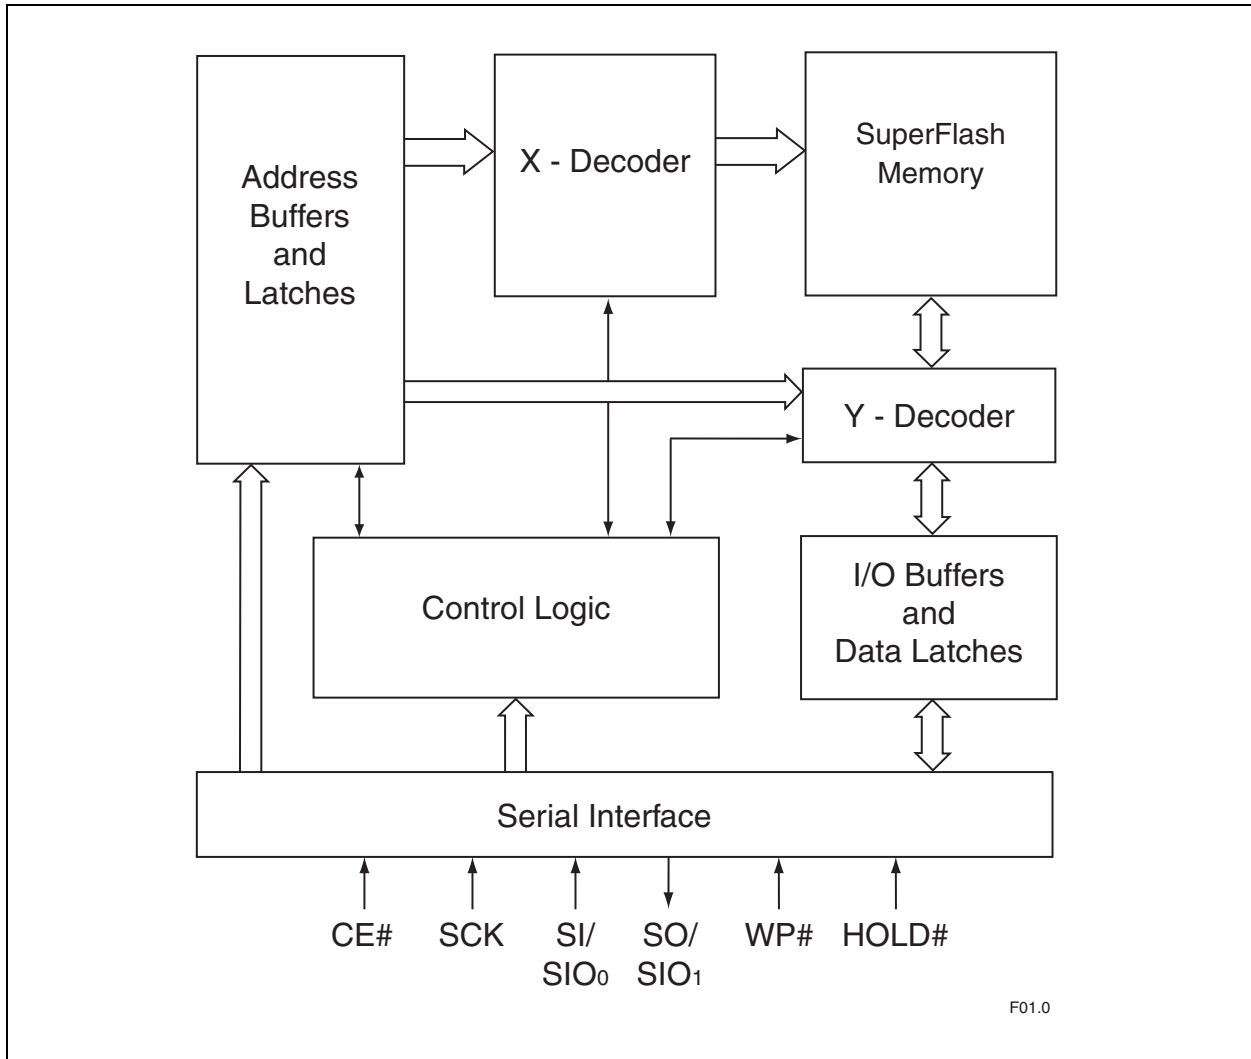 Address
Buffers
and
Latches
X - Decoder
SuperFlash
Memory
Y - Decoder
Control Logic
I/O Buffers
and
Data Latches
Serial Interface
CE#
SCK
SI/
SIO₀
SO/
SIO₁
WP#
HOLD#
F01.0